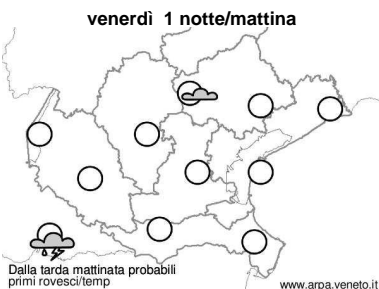 venerdì 1 notte/mattina
Dalla tarda mattinata probabili
primi rovesci/temp
www.arpa.veneto.it